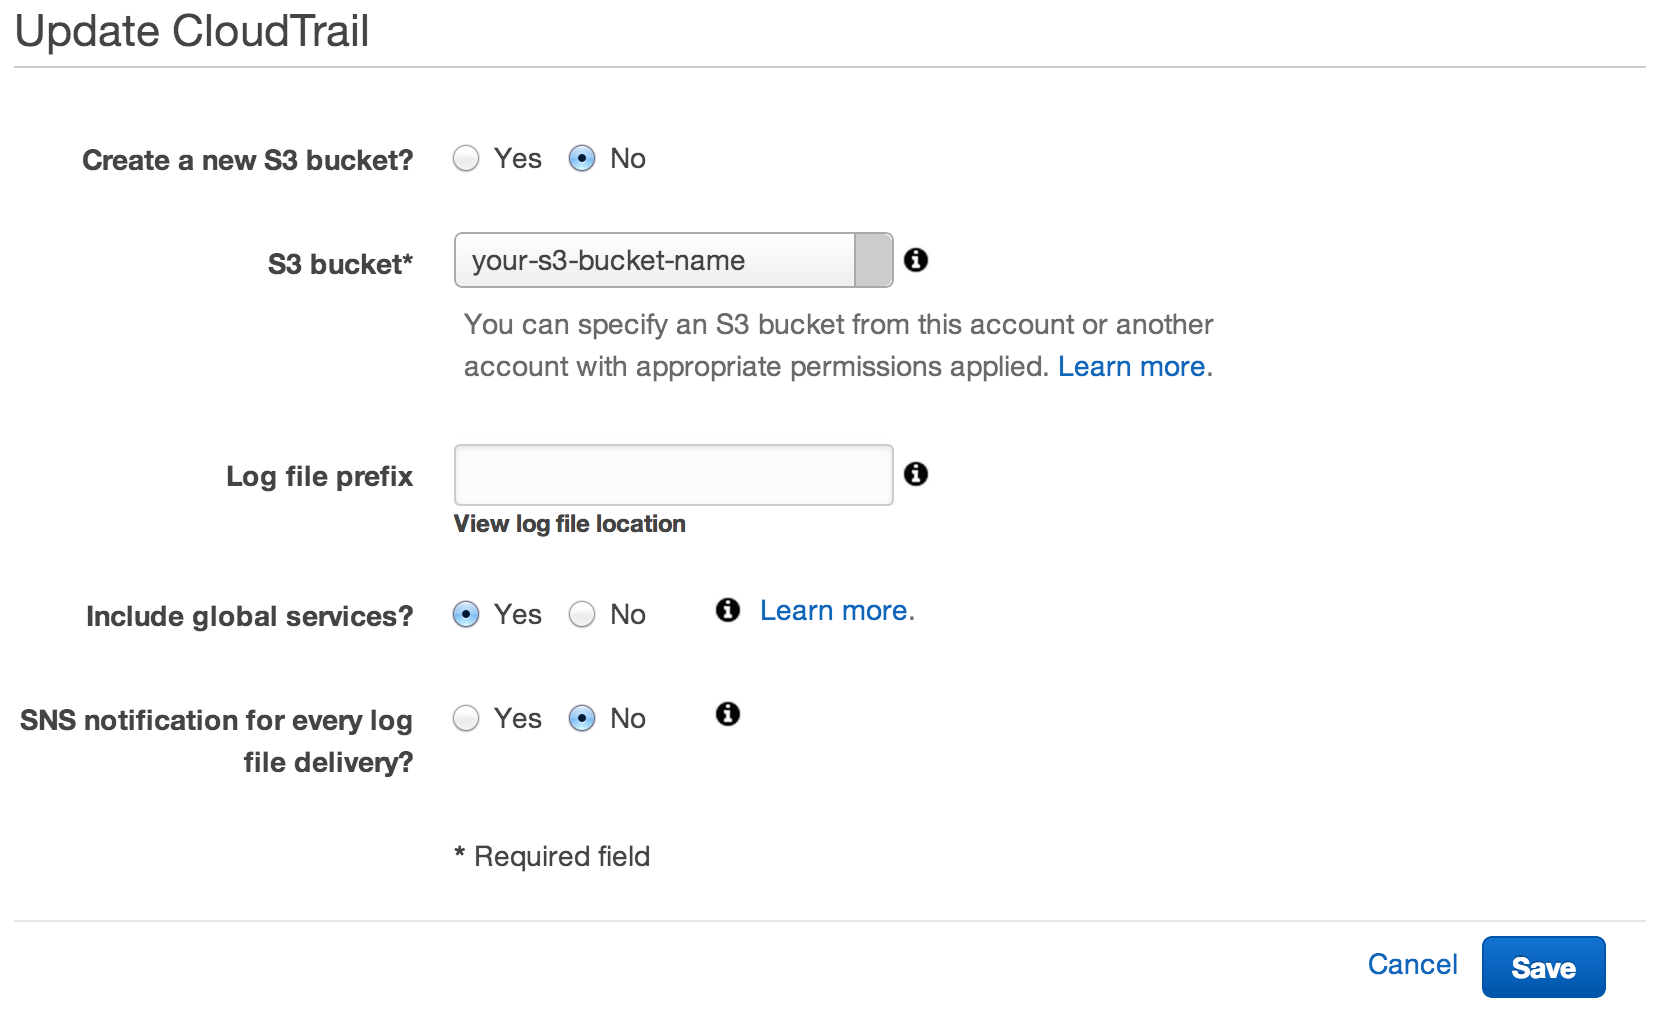 Update CloudTrail
Create a new S3 bucket? Yes No
S3 bucket* your-s3-bucket-name
You can specify an S3 bucket from this account or another
account with appropriate permissions applied. Learn more.
Log file prefix
View log file location
Include global services? Yes No Learn more.
SNS notification for every log Yes No
file delivery?
* Required field
Cancel Save